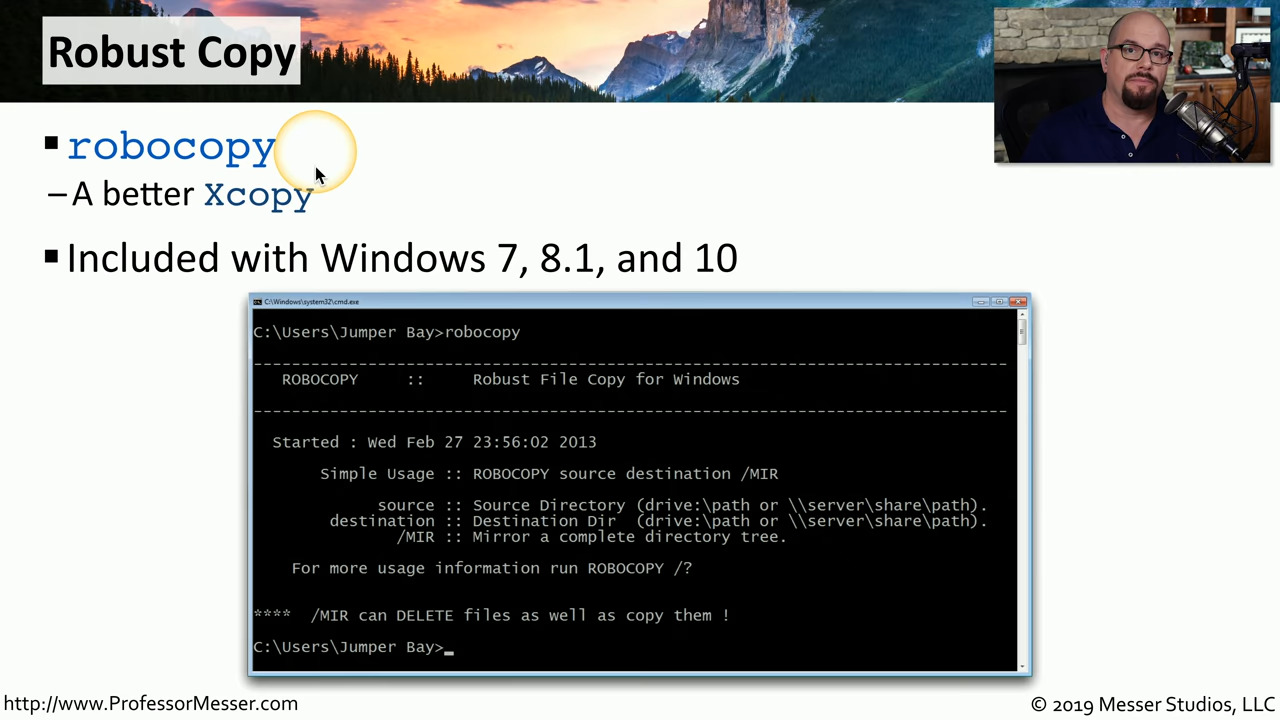 Robust Copy
▪ robocopy
– A better Xcopy
▪ Included with Windows 7, 8.1, and 10
C:\Windows\system32\cmd.exe
C:\Users\Jumper Bay>robocopy
-------------------------------------------------------------------------------
ROBOCOPY :: Robust File Copy for Windows
-------------------------------------------------------------------------------
Started : Wed Feb 27 23:56:02 2013
Simple Usage :: ROBOCOPY source destination /MIR
source :: Source Directory (drive:\path or \\server\share\path).
destination :: Destination Dir (drive:\path or \\server\share\path).
/MIR :: Mirror a complete directory tree.
For more usage information run ROBOCOPY /?
**** /MIR can DELETE files as well as copy them !
C:\Users\Jumper Bay>_
http://www.ProfessorMesser.com
© 2019 Messer Studios, LLC